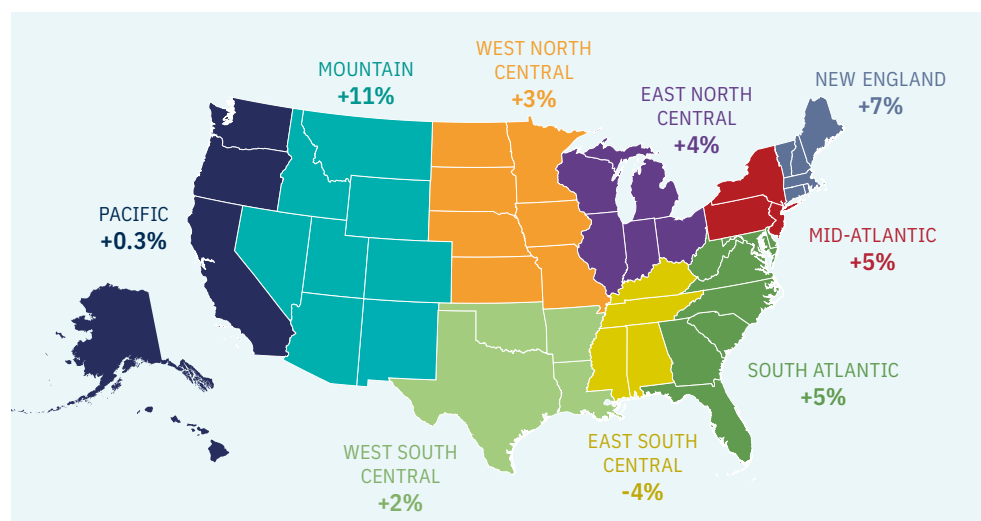 MOUNTAIN
+11%
WEST NORTH
CENTRAL
+3%
EAST NORTH
CENTRAL
+4%
NEW ENGLAND
+7%
PACIFIC
+0.3%
MID-ATLANTIC
+5%
SOUTH ATLANTIC
+5%
WEST SOUTH
CENTRAL
+2%
EAST SOUTH
CENTRAL
-4%